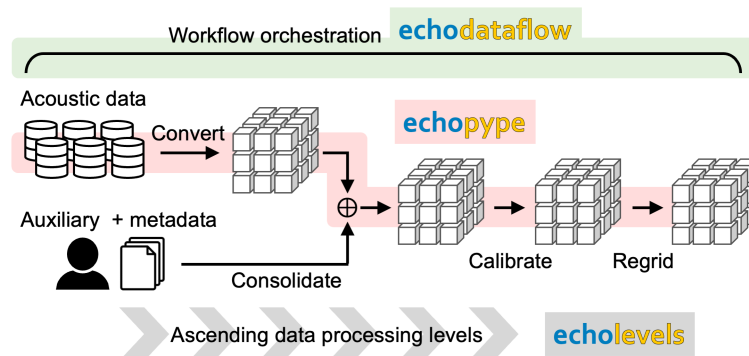 Workflow orchestration echodataflow
Acoustic data
Convert
echopype
Auxiliary + metadata
Consolidate
Calibrate
Regrid
Ascending data processing levels
echolevels